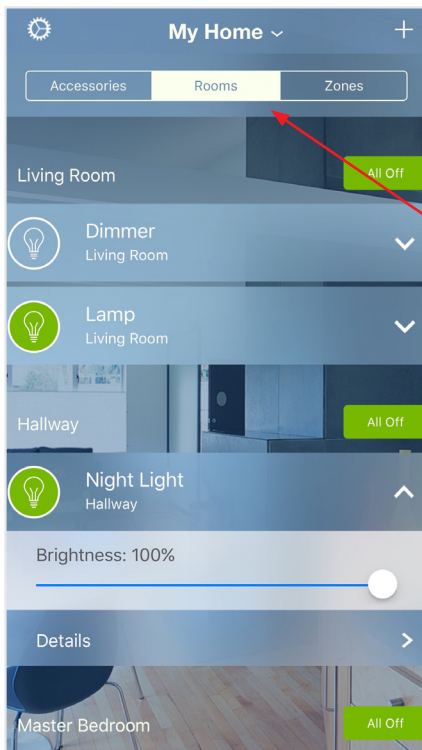 My Home
Accessories Rooms Zones
Living Room All Off
Dimmer
Living Room
Lamp
Living Room
Hallway All Off
Night Light
Hallway
Brightness: 100%
Details
Master Bedroom All Off